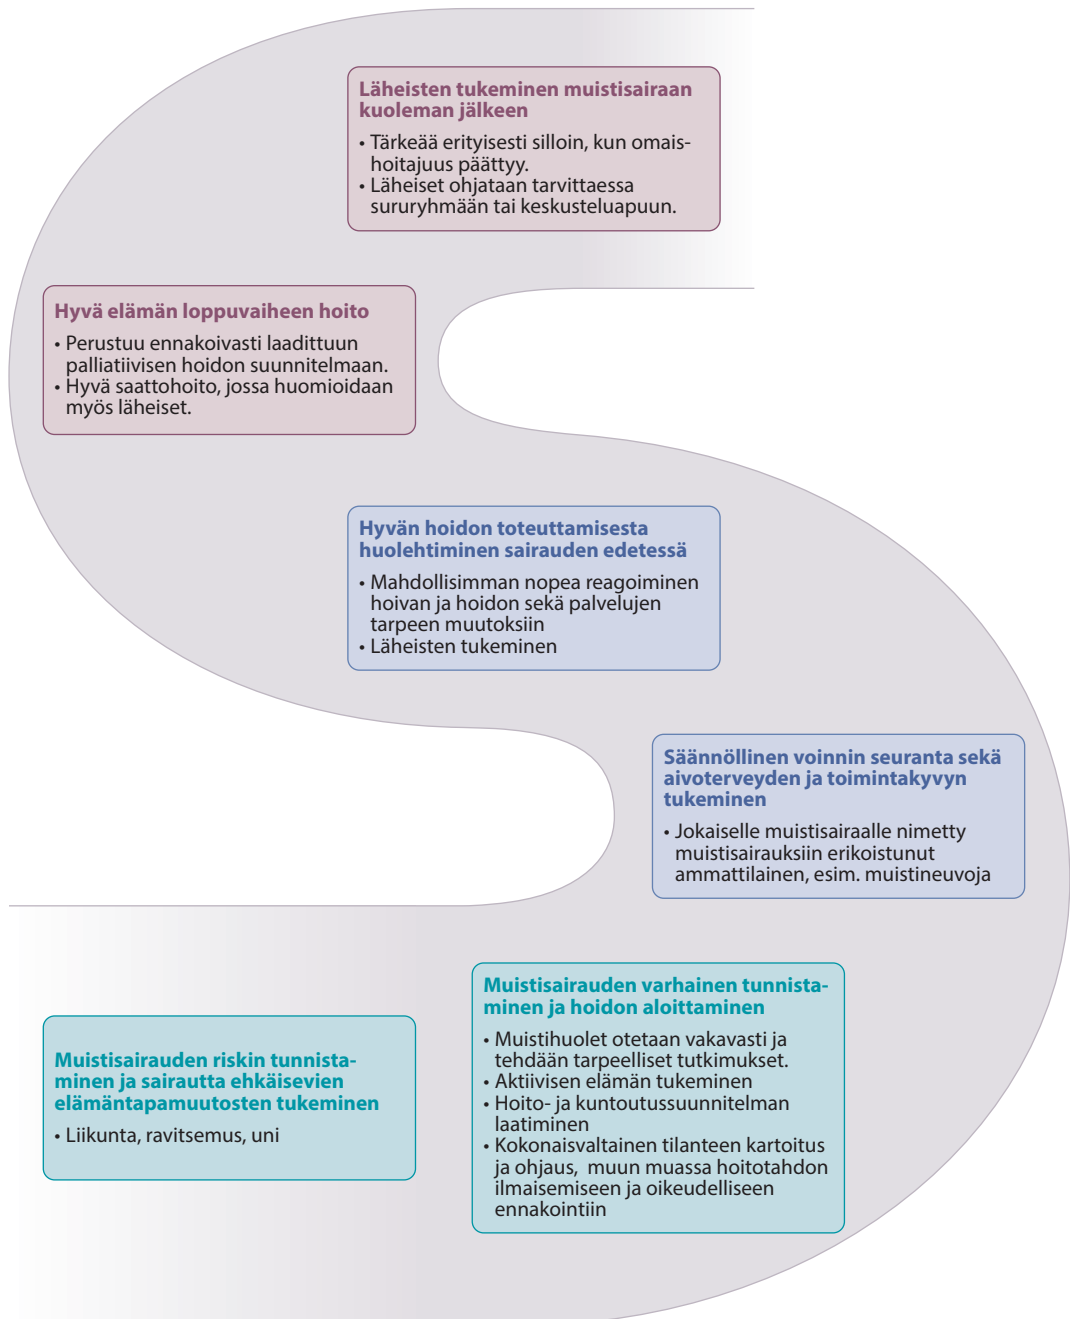 Läheisten tukeminen muistisairaan
kuoleman jälkeen
• Tärkeää erityisesti silloin, kun omais-
hoitajuus päättyy.
• Läheiset ohjataan tarvittaessa
sururyhmään tai keskusteluapuun.
Hyvä elämän loppuvaiheen hoito
• Perustuu ennakoivasti laadittuun
palliatiivisen hoidon suunnitelmaan.
• Hyvä saattohoito, jossa huomioidaan
myös läheiset.
Hyvän hoidon toteuttamisesta
huolehtiminen sairauden edetessä
• Mahdollisimman nopea reagoiminen
hoivan ja hoidon sekä palvelujen
tarpeen muutoksiin
• Läheisten tukeminen
Säännöllinen voinnin seuranta sekä
aivoterveyden ja toimintakyvyn
tukeminen
• Jokaiselle muistisairaalle nimetty
muistisairauksiin erikoistunut
ammattilainen, esim. muistineuvoja
Muistisairauden varhainen tunnista-
minen ja hoidon aloittaminen
• Muistihuolet otetaan vakavasti ja
tehdään tarpeelliset tutkimukset.
• Aktiivisen elämän tukeminen
• Hoito- ja kuntoutussuunnitelman
laatiminen
• Kokonaisvaltainen tilanteen kartoitus
ja ohjaus, muun muassa hoitotahdon
ilmaisemiseen ja oikeudelliseen
ennakointiin
Muistisairauden riskin tunnista-
minen ja sairautta ehkäisevien
elämäntapamuutosten tukeminen
• Liikunta, ravitsemus, uni